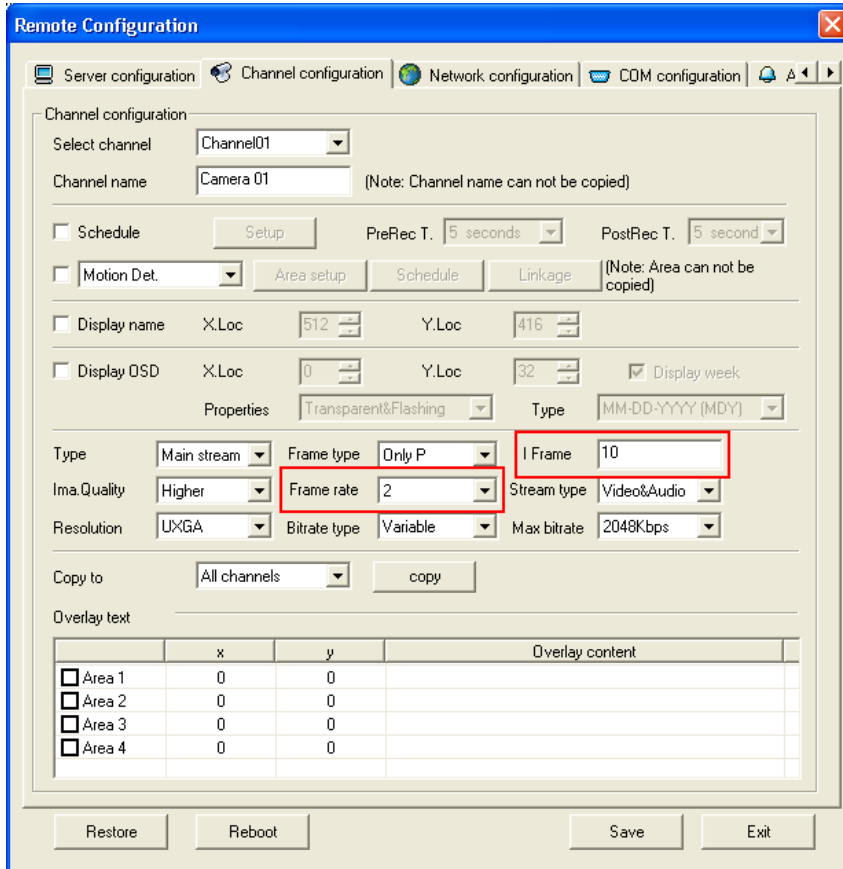 Remote Configuration
Server configuration Channel configuration Network configuration COM configuration A
Channel configuration
Select channel Channel01
Channel name Camera 01 (Note: Channel name can not be copied)
Schedule Setup PreRec T. 5 seconds PostRec T. 5 second
Motion Det. Area setup Schedule Linkage (Note: Area can not be
copied)
Display name X.Loc 512 Y.Loc 416
Display OSD X.Loc 0 Y.Loc 32 Display week
Properties Transparent&Flashing Type MM-DD-YYYY (MDY)
Type Main stream Frame type Only P I Frame 10
Ima.Quality Higher Frame rate 2 Stream type Video&Audio
Resolution UXGA Bitrate type Variable Max bitrate 2048Kbps
Copy to All channels copy
Overlay text
x y Overlay content
Area 1 0 0
Area 2 0 0
Area 3 0 0
Area 4 0 0
Restore Reboot Save Exit